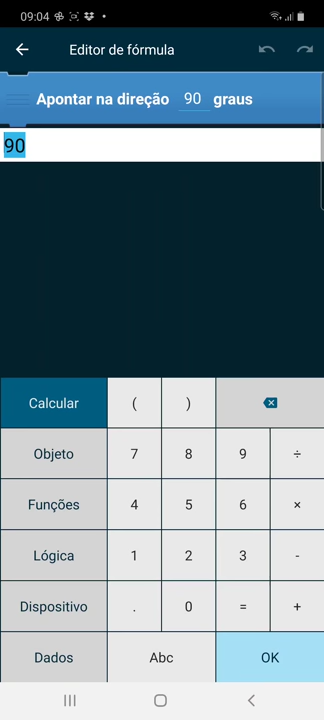 09:04
Editor de fórmula
Apontar na direção 90 graus
90
Calcular ( )
Objeto 7 8 9 ÷
Funções 4 5 6 ×
Lógica 1 2 3 -
Dispositivo . 0 = +
Dados Abc OK